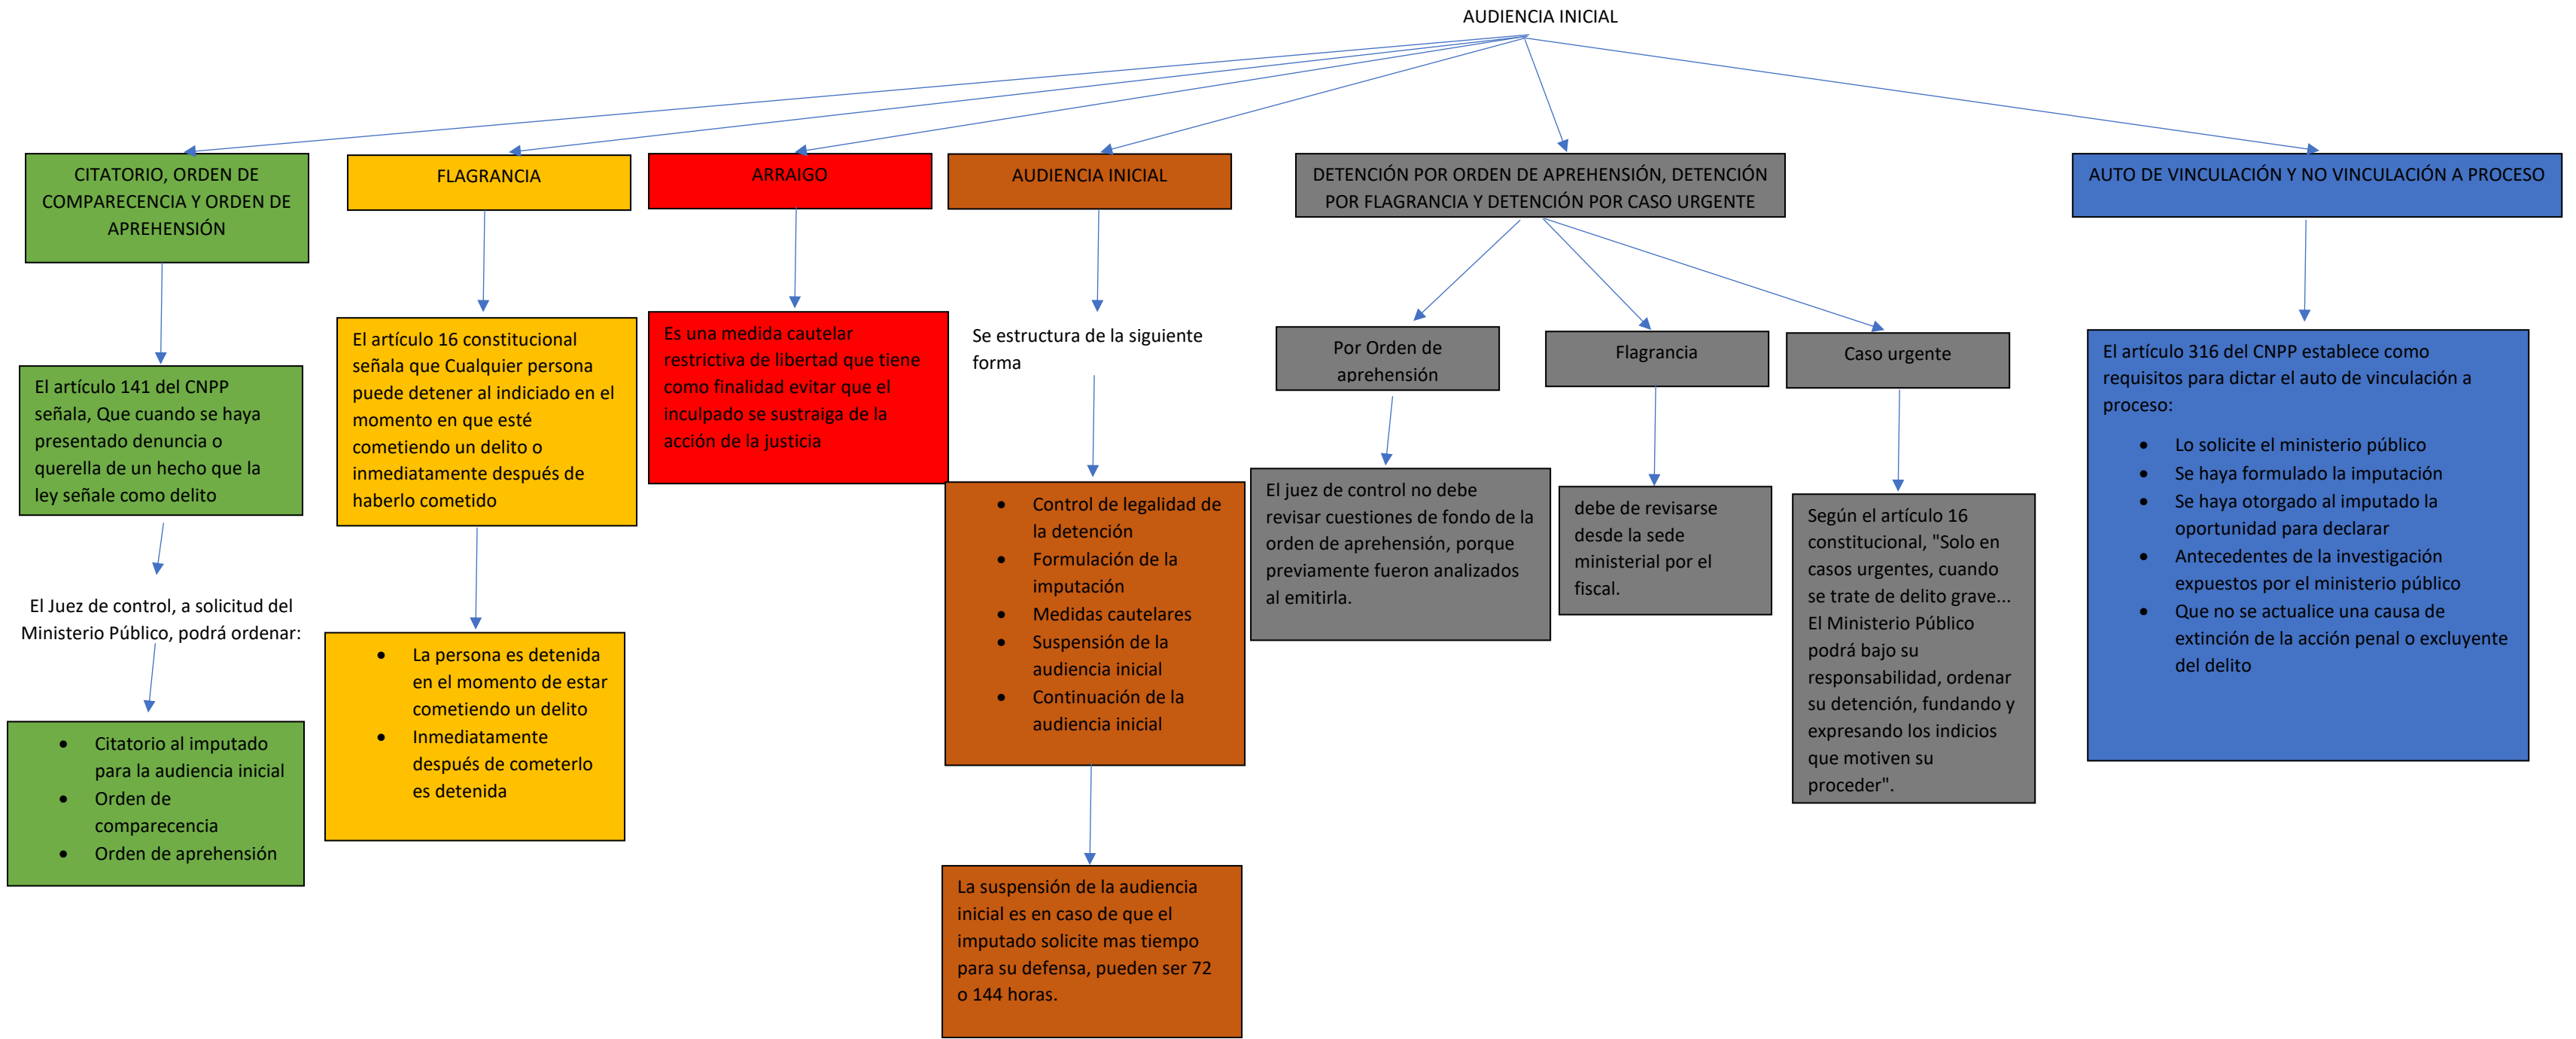 AUDIENCIA INICIAL
CITATORIO, ORDEN DE
COMPARECENCIA Y ORDEN DE
APREHENSIÓN
El artículo 141 del CNPP
señala, Que cuando se haya
presentado denuncia o
querella de un hecho que la
ley señale como delito
El Juez de control, a solicitud del
Ministerio Público, podrá ordenar:
• Citatorio al imputado
para la audiencia inicial
• Orden de
comparecencia
• Orden de aprehensión
FLAGRANCIA
El artículo 16 constitucional
señala que Cualquier persona
puede detener al indiciado en el
momento en que esté
cometiendo un delito o
inmediatamente después de
haberlo cometido
• La persona es detenida
en el momento de estar
cometiendo un delito
• Inmediatamente
después de cometerlo
es detenida
ARRAIGO
Es una medida cautelar
restrictiva de libertad que tiene
como finalidad evitar que el
inculpado se sustraiga de la
acción de la justicia
AUDIENCIA INICIAL
Se estructura de la siguiente
forma
• Control de legalidad de
la detención
• Formulación de la
imputación
• Medidas cautelares
• Suspensión de la
audiencia inicial
• Continuación de la
audiencia inicial
La suspensión de la audiencia
inicial es en caso de que el
imputado solicite mas tiempo
para su defensa, pueden ser 72
o 144 horas.
DETENCIÓN POR ORDEN DE APREHENSIÓN, DETENCIÓN
POR FLAGRANCIA Y DETENCIÓN POR CASO URGENTE
Por Orden de
aprehensión
El juez de control no debe
revisar cuestiones de fondo de la
orden de aprehensión, porque
previamente fueron analizados
al emitirla.
Flagrancia
debe de revisarse
desde la sede
ministerial por el
fiscal.
Caso urgente
Según el artículo 16
constitucional, "Solo en
casos urgentes, cuando
se trate de delito grave...
El Ministerio Público
podrá bajo su
responsabilidad, ordenar
su detención, fundando y
expresando los indicios
que motiven su
proceder".
AUTO DE VINCULACIÓN Y NO VINCULACIÓN A PROCESO
El artículo 316 del CNPP establece como
requisitos para dictar el auto de vinculación a
proceso:
• Lo solicite el ministerio público
• Se haya formulado la imputación
• Se haya otorgado al imputado la
oportunidad para declarar
• Antecedentes de la investigación
expuestos por el ministerio público
• Que no se actualice una causa de
extinción de la acción penal o excluyente
del delito